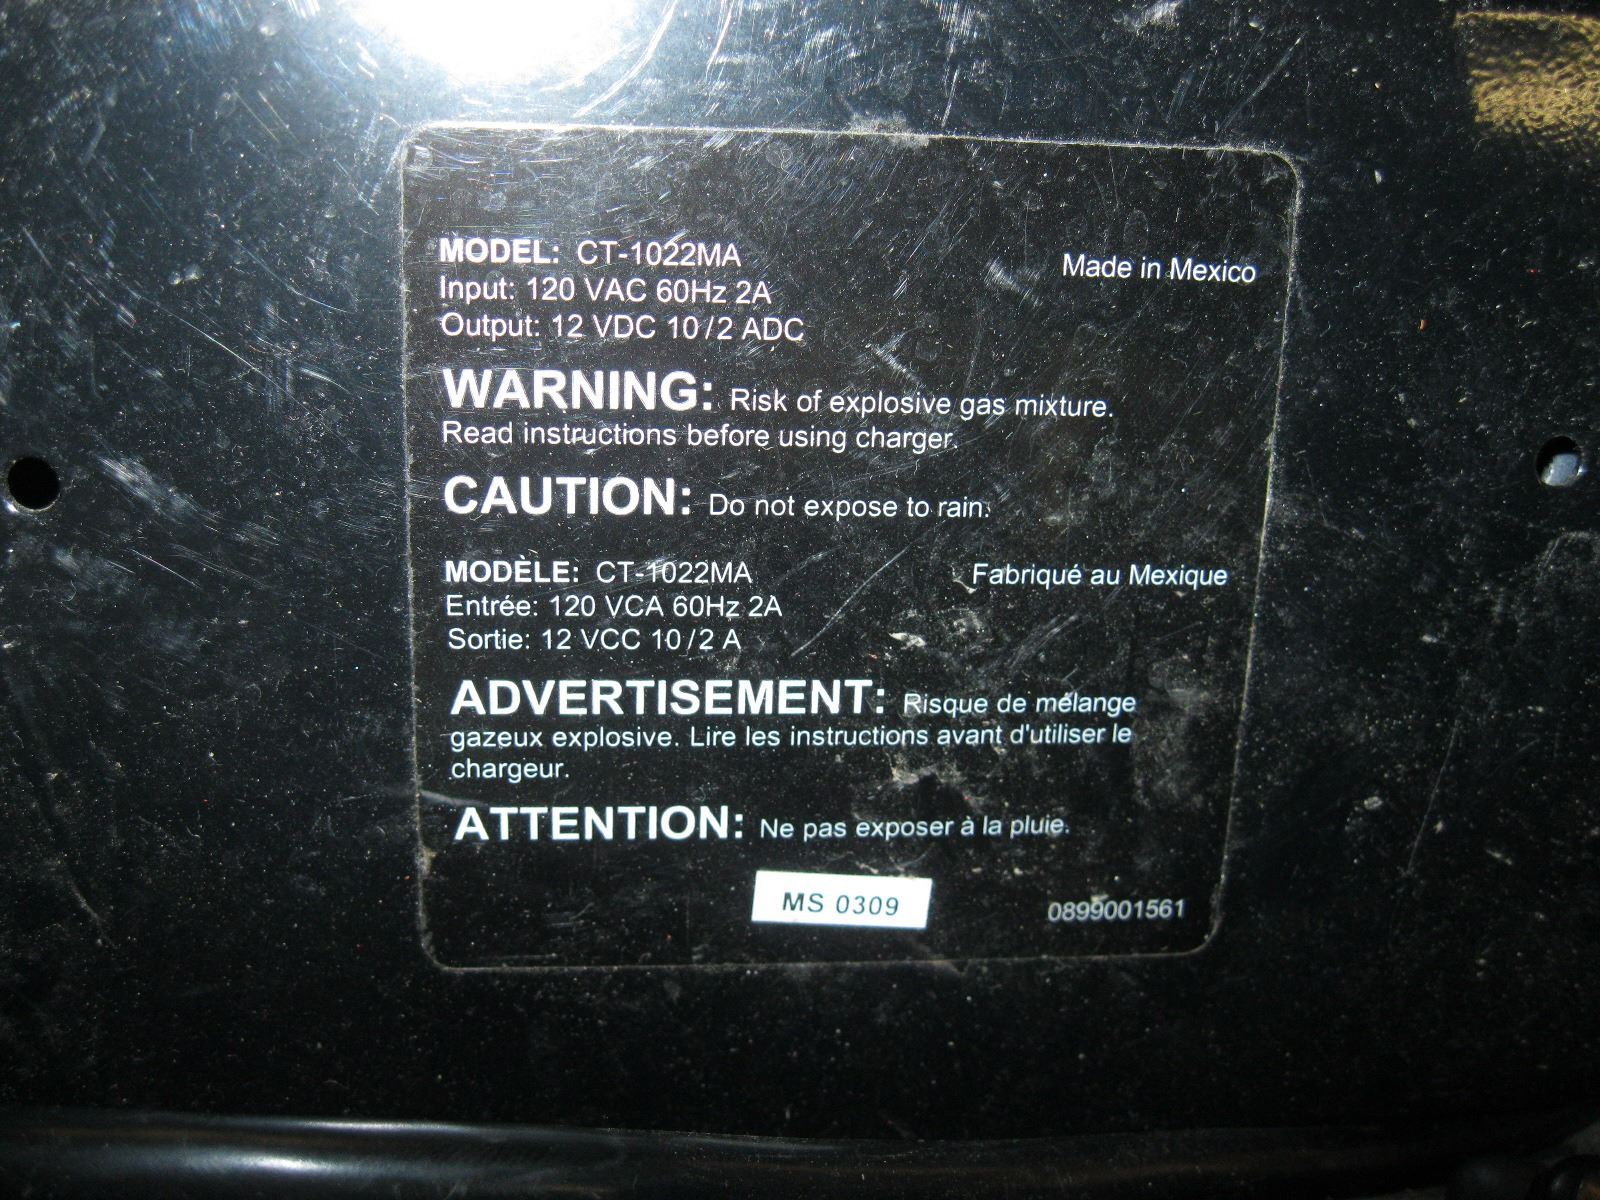 MODEL: CT-1022MA
Made in Mexico
Input: 120 VAC 60Hz 2A
Output: 12 VDC 10/2 ADC
WARNING: Risk of explosive gas mixture.
Read instructions before using charger.
CAUTION: Do not expose to rain.
MODÈLE: CT-1022MA
Fabriqué au Mexique
Entrée: 120 VCA 60Hz 2A
Sortie: 12 VCC 10/2 A
ADVERTISEMENT: Risque de mélange
gazeux explosive. Lire les instructions avant d'utiliser le
chargeur.
ATTENTION: Ne pas exposer à la pluie.
MS 0309
0899001561